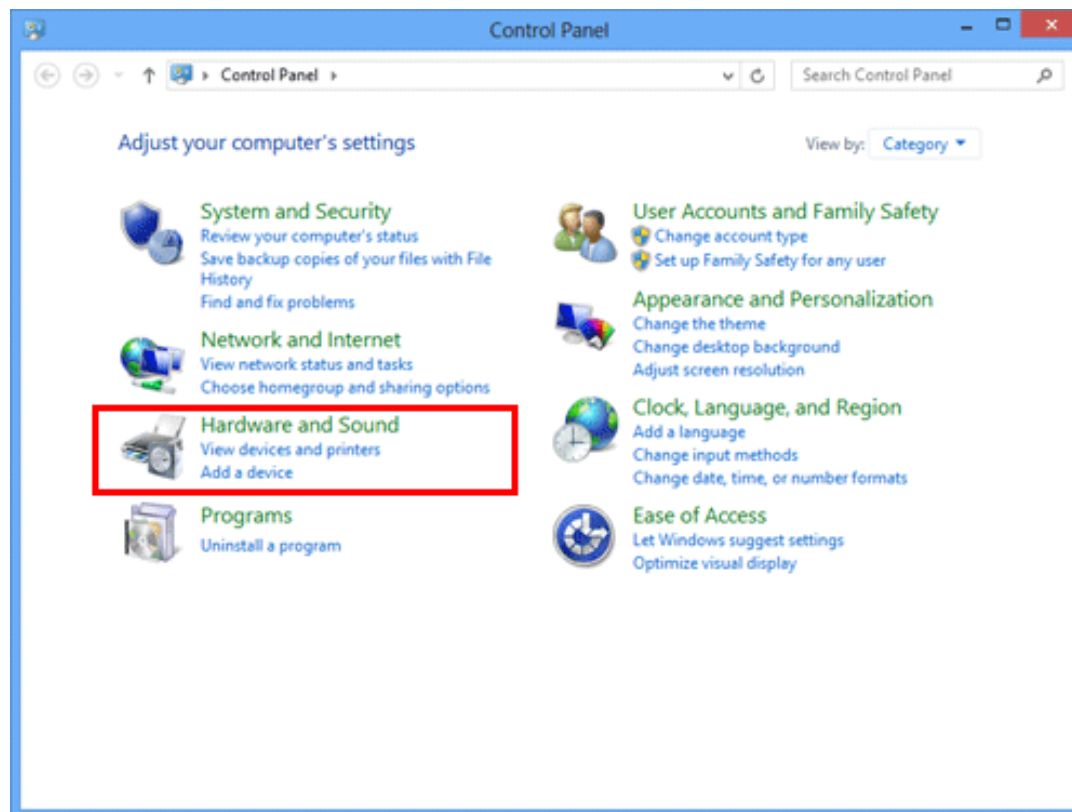 Control Panel
Control Panel
Search Control Panel
Adjust your computer's settings
View by: Category
System and Security
Review your computer's status
Save backup copies of your files with File
History
Find and fix problems
Network and Internet
View network status and tasks
Choose homegroup and sharing options
Hardware and Sound
View devices and printers
Add a device
Programs
Uninstall a program
User Accounts and Family Safety
Change account type
Set up Family Safety for any user
Appearance and Personalization
Change the theme
Change desktop background
Adjust screen resolution
Clock, Language, and Region
Add a language
Change input methods
Change date, time, or number formats
Ease of Access
Let Windows suggest settings
Optimize visual display